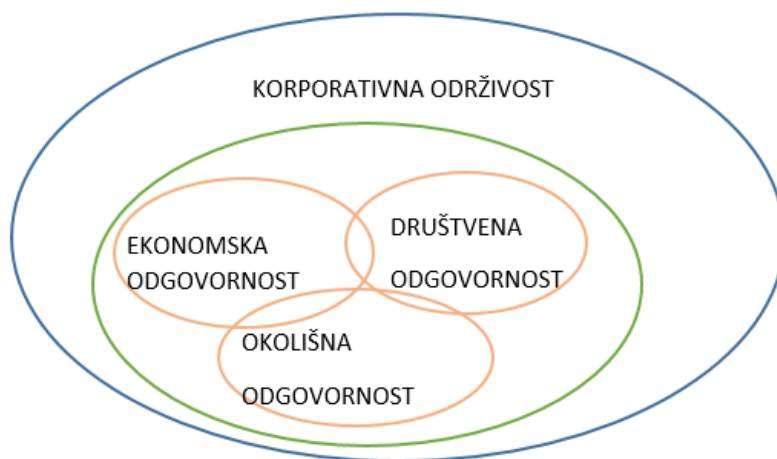 KORPORATIVNA ODRŽIVOST
EKONOMSKA
ODGOVORNOST
DRUŠTVENA
ODGOVORNOST
OKOLIŠNA
ODGOVORNOST